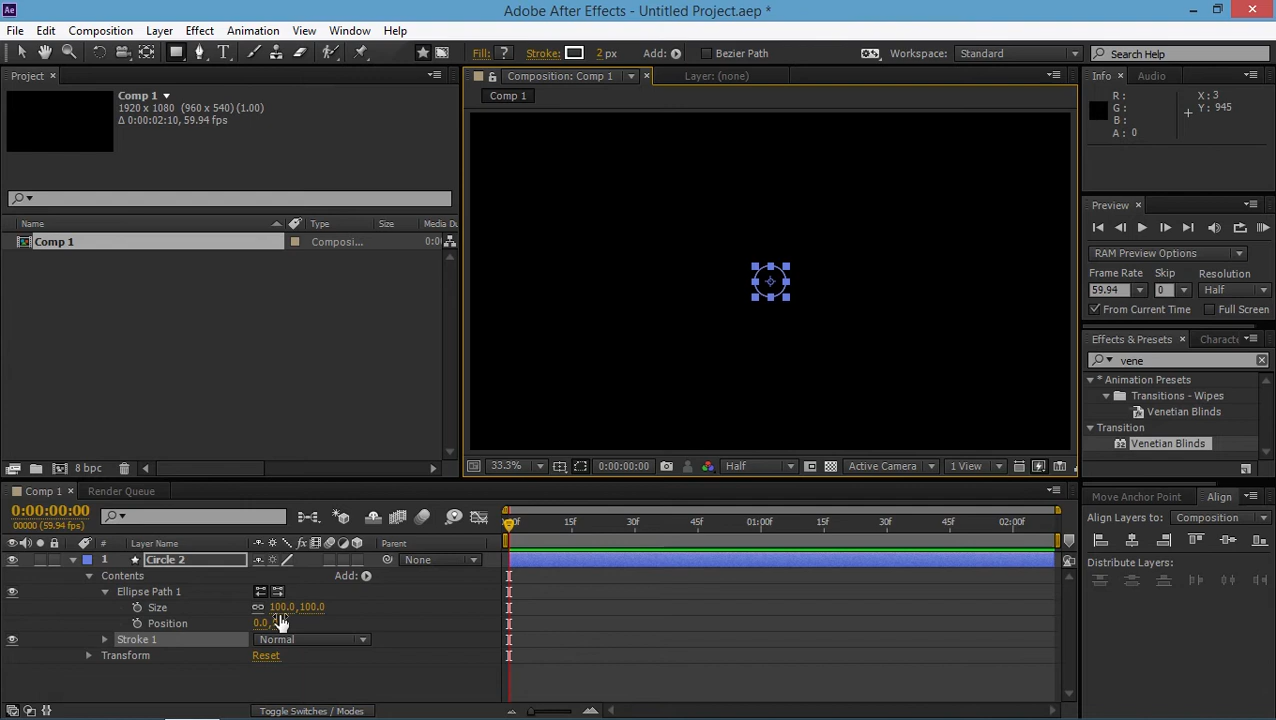 Ae Adobe After Effects - Untitled Project.aep *
File Edit Composition Layer Effect Animation View Window Help
Fill: ? Stroke: 2 px Add: Bezier Path Workspace: Standard Search Help
Project
Comp 1
1920 x 1080 (960 x 540) (1.00)
Δ 0:00:02:10, 59.94 fps
Composition: Comp 1 Layer: (none)
Comp 1
Info Audio
R: X: 3
G: Y: 945
B:
A: 0
Preview
RAM Preview Options
Frame Rate Skip Resolution
59.94 0 Half
From Current Time Full Screen
Name Type Size Media Du
Comp 1 Composi... 0:0
Effects & Presets Characte
vene
* Animation Presets
Transitions - Wipes
Venetian Blinds
Transition
Venetian Blinds
8 bpc
33.3% 0:00:00:00 Half Active Camera 1 View
Comp 1 Render Queue
Move Anchor Point Align
0:00:00:00
00000 (59.94 fps)
15f 30f 45f 01:00f 15f 30f 45f 02:00f
Align Layers to: Composition
Distribute Layers:
# Layer Name Parent
1 Circle 2 None
Contents Add:
Ellipse Path 1
Size 100.0,100.0
Position 0.0,
Stroke 1 Normal
Transform Reset
Toggle Switches / Modes